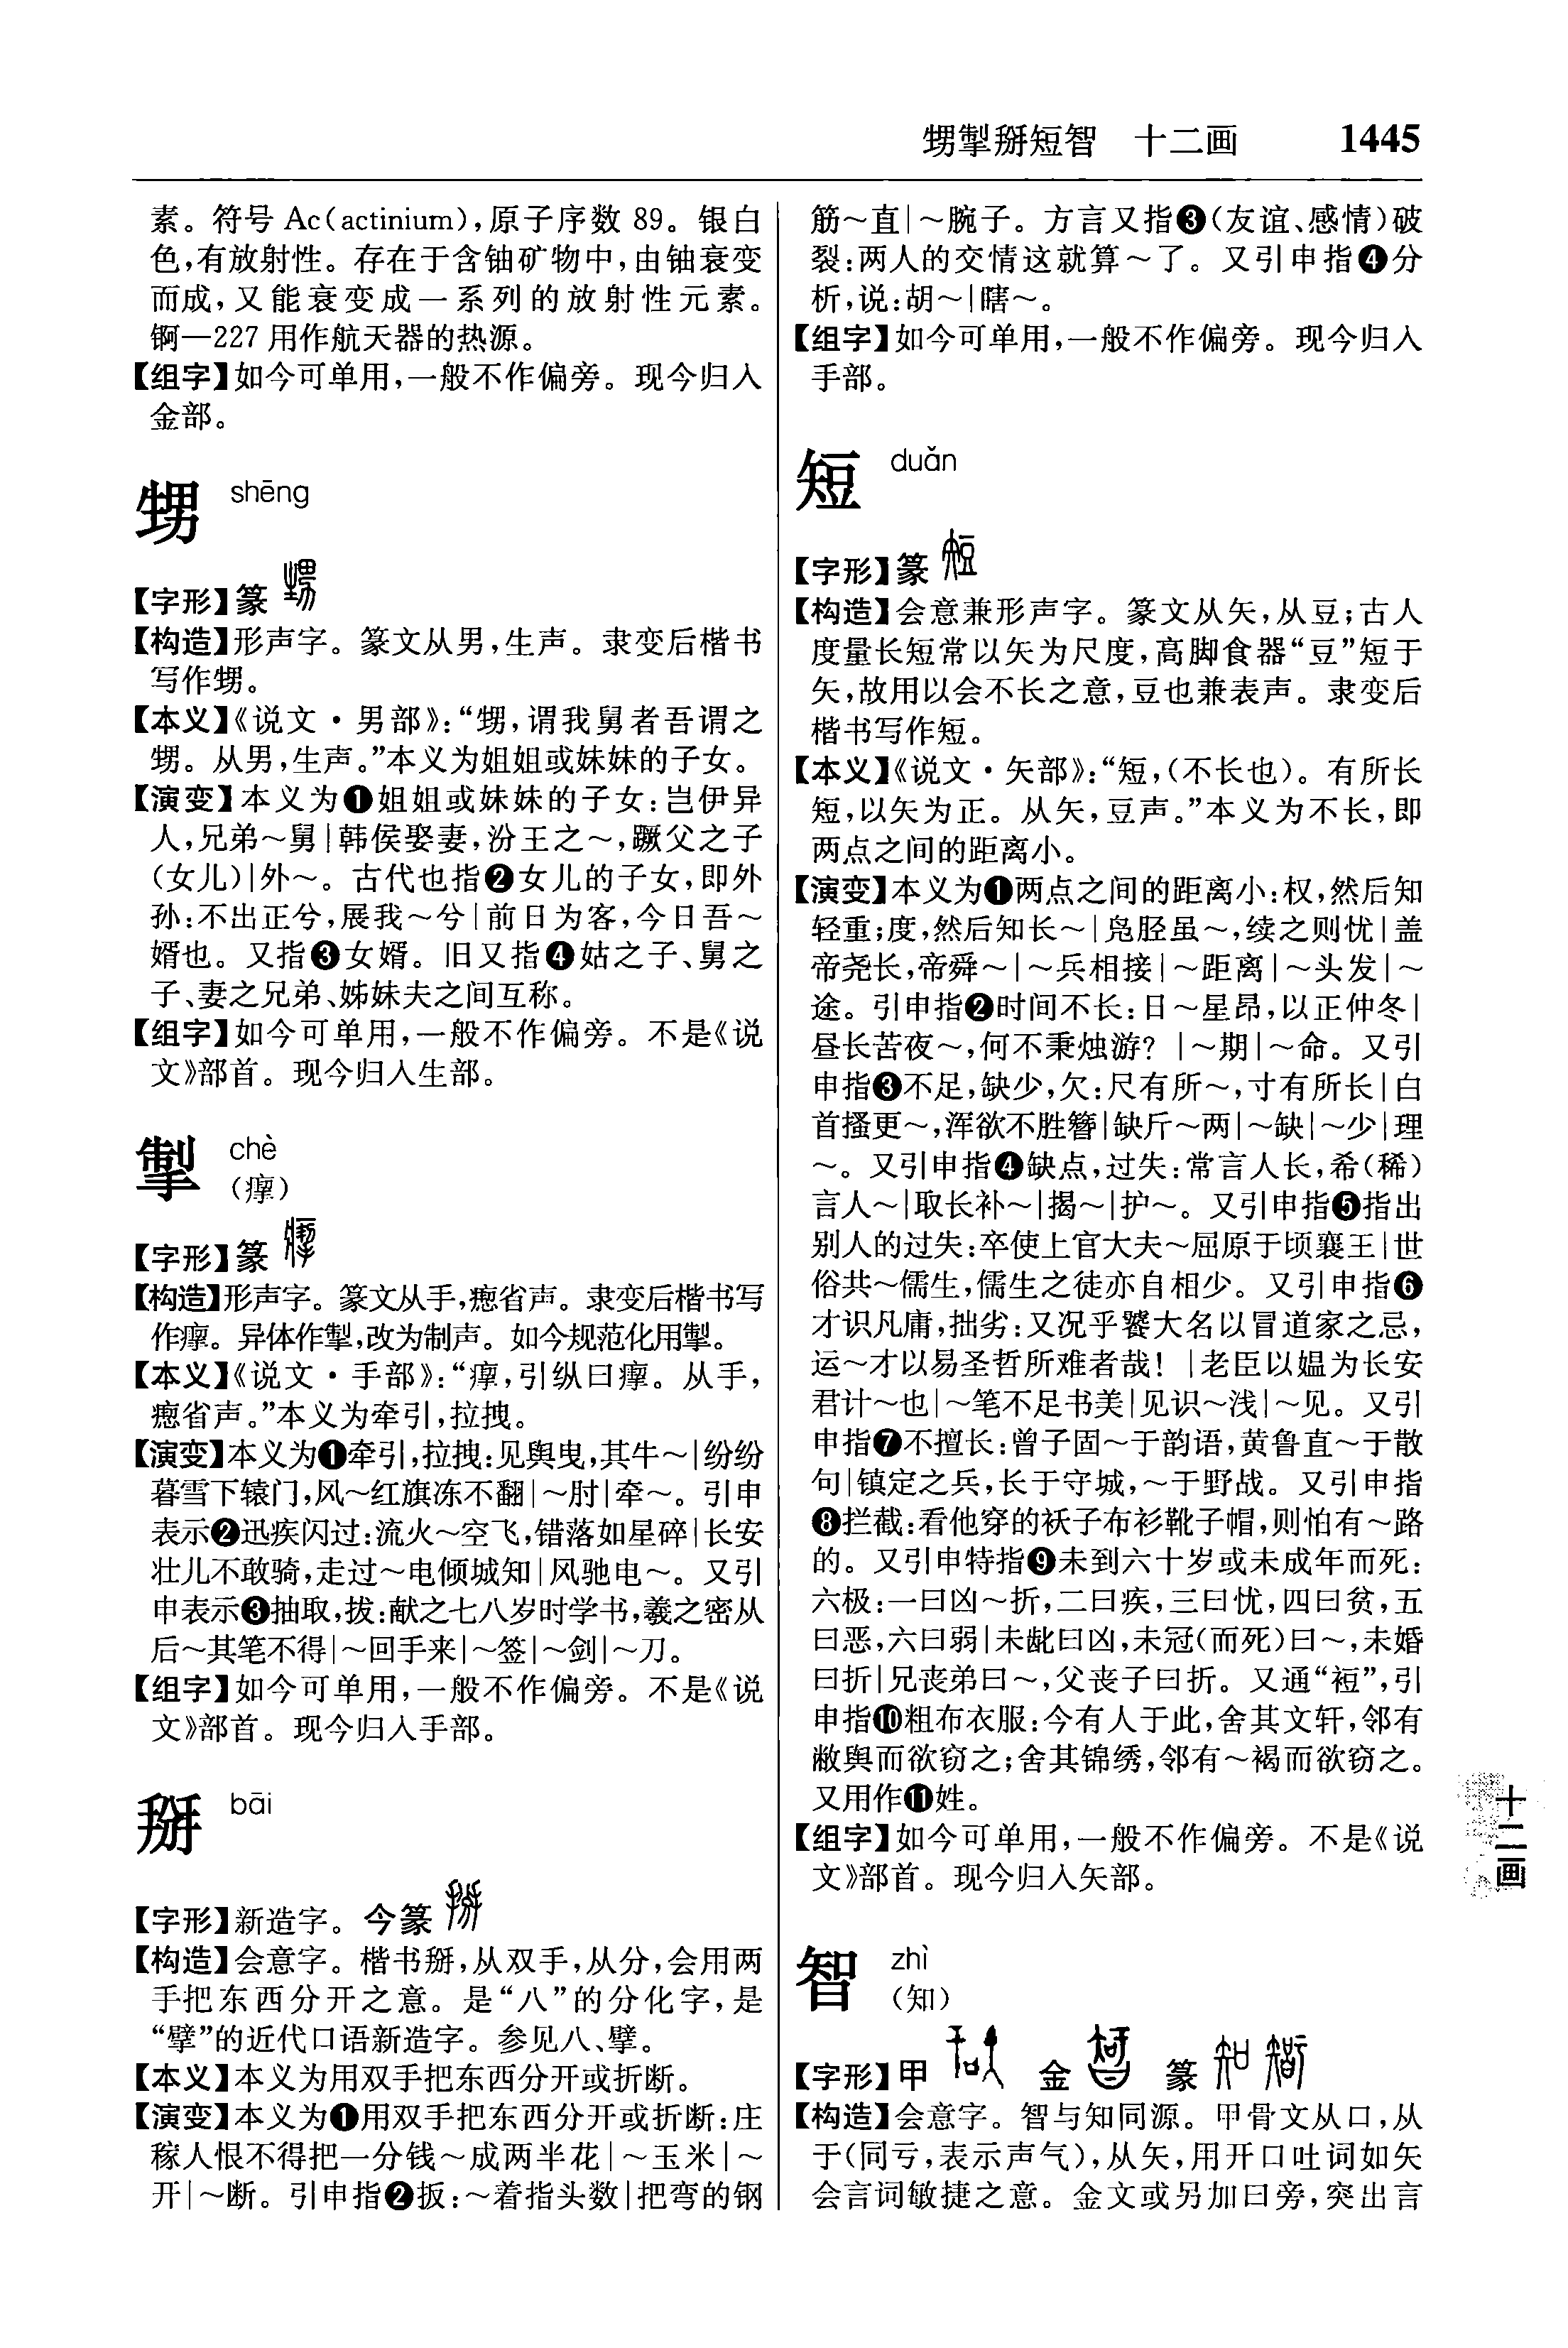 甥掣掰短智 十二画 1445
素。符号 Ac(actinium),原子序数 89。银白
色,有放射性。存在于含铀矿物中,由铀衰变
而成,又能衰变成一系列的放射性元素。
锕—227用作航天器的热源。
【组字】如今可单用,一般不作偏旁。现今归入
金部。
甥 shēng
【字形】篆
【构造】形声字。篆文从男,生声。隶变后楷书
写作甥。
【本义】《说文·男部》:“甥,谓我舅者吾谓之
甥。从男,生声。”本义为姐姐或妹妹的子女。
【演变】本义为❶姐姐或妹妹的子女:岂伊异
人,兄弟~舅|韩侯娶妻,汾王之~,蹶父之子
(女儿)|外~。古代也指❷女儿的子女,即外
孙:不出正兮,展我~兮|前日为客,今日吾~
婿也。又指❸女婿。旧又指❹姑之子、舅之
子、妻之兄弟、姊妹夫之间互称。
【组字】如今可单用,一般不作偏旁。不是《说
文》部首。现今归入生部。
掣 chè
(㨋)
【字形】篆
【构造】形声字。篆文从手,瘛省声。隶变后楷书写
作㨋。异体作掣,改为制声。如今规范化用掣。
【本义】《说文·手部》:“㨋,引纵曰㨋。从手,
瘛省声。”本义为牵引,拉拽。
【演变】本义为❶牵引,拉拽:见舆曳,其牛~|纷纷
暮雪下辕门,风~红旗冻不翻|~肘|牵~。引申
表示❷迅疾闪过:流火~空飞,错落如星碎|长安
壮儿不敢骑,走过~电倾城知|风驰电~。又引
申表示❸抽取,拔:献之七八岁时学书,羲之密从
后~其笔不得|~回手来|~签|~剑|~刀。
【组字】如今可单用,一般不作偏旁。不是《说
文》部首。现今归入手部。
掰 bāi
【字形】新造字。今篆
【构造】会意字。楷书掰,从双手,从分,会用两
手把东西分开之意。是“八”的分化字,是
“擘”的近代口语新造字。参见八、擘。
【本义】本义为用双手把东西分开或折断。
【演变】本义为❶用双手把东西分开或折断:庄
稼人恨不得把一分钱~成两半花|~玉米|~
开|~断。引申指❷扳:~着指头数|把弯的钢
筋~直|~腕子。方言又指❸(友谊、感情)破
裂:两人的交情这就算~了。又引申指❹分
析,说:胡~|瞎~。
【组字】如今可单用,一般不作偏旁。现今归入
手部。
短 duǎn
【字形】篆
【构造】会意兼形声字。篆文从矢,从豆;古人
度量长短常以矢为尺度,高脚食器“豆”短于
矢,故用以会不长之意,豆也兼表声。隶变后
楷书写作短。
【本义】《说文·矢部》:“短,(不长也)。有所长
短,以矢为正。从矢,豆声。”本义为不长,即
两点之间的距离小。
【演变】本义为❶两点之间的距离小:权,然后知
轻重;度,然后知长~|凫胫虽~,续之则忧|盖
帝尧长,帝舜~|~兵相接|~距离|~头发|~
途。引申指❷时间不长:日~星昴,以正仲冬|
昼长苦夜~,何不秉烛游?|~期|~命。又引
申指❸不足,缺少,欠:尺有所~,寸有所长|白
首搔更~,浑欲不胜簪|缺斤~两|~缺|~少|理
~。又引申指❹缺点,过失:常言人长,希(稀)
言人~|取长补~|揭~|护~。又引申指❺指出
别人的过失:卒使上官大夫~屈原于顷襄王|世
俗共~儒生,儒生之徒亦自相少。又引申指❻
才识凡庸,拙劣:又况乎饕大名以冒道家之忌,
运~才以易圣哲所难者哉!|老臣以媪为长安
君计~也|~笔不足书美|见识~浅|~见。又引
申指❼不擅长:曾子固~于韵语,黄鲁直~于散
句|镇定之兵,长于守城,~于野战。又引申指
❽拦截:看他穿的袄子布衫靴子帽,则怕有~路
的。又引申特指❾未到六十岁或未成年而死:
六极:一曰凶~折,二曰疾,三曰忧,四曰贫,五
曰恶,六曰弱|未龀曰凶,未冠(而死)曰~,未婚
曰折|兄丧弟曰~,父丧子曰折。又通“裋”,引
申指❿粗布衣服:今有人于此,舍其文轩,邻有
敝舆而欲窃之;舍其锦绣,邻有~褐而欲窃之。
又用作⓫姓。
【组字】如今可单用,一般不作偏旁。不是《说
文》部首。现今归入矢部。
智 zhì
(知)
【字形】甲 金 篆
【构造】会意字。智与知同源。甲骨文从口,从
于(同亏,表示声气),从矢,用开口吐词如矢
会言词敏捷之意。金文或另加曰旁,突出言
十二画